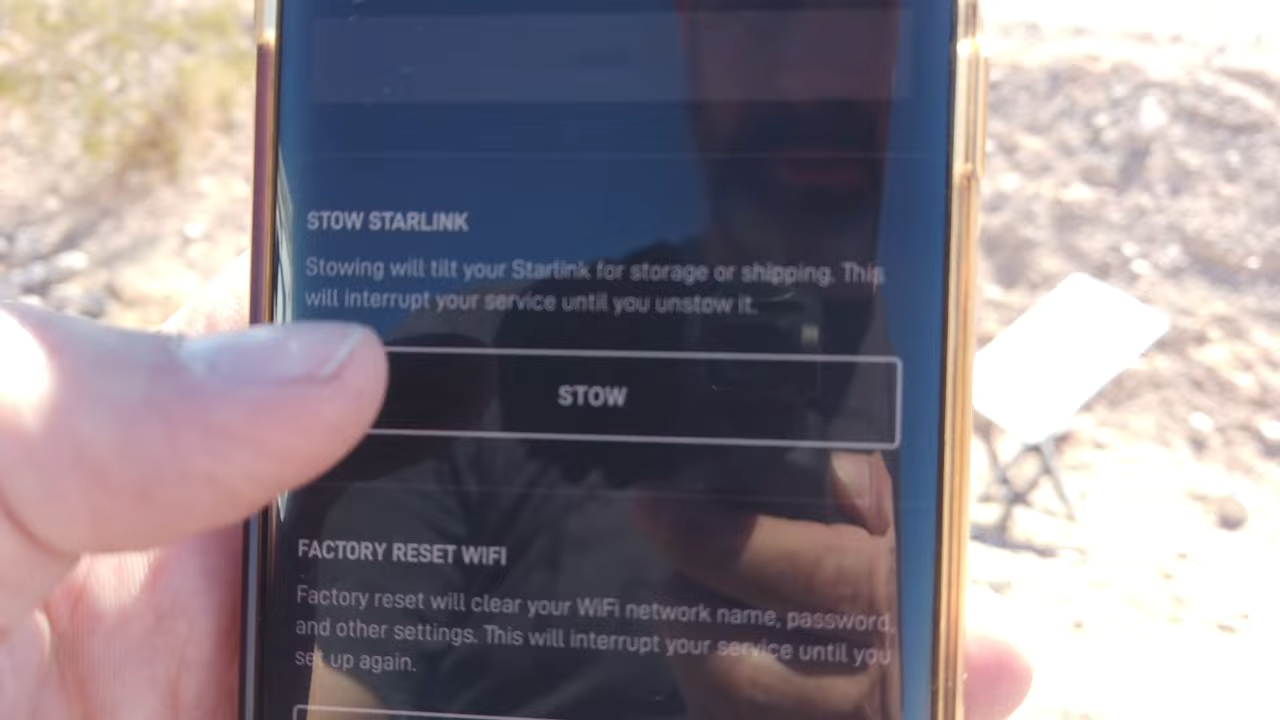 STOW STARLINK
Stowing will tilt your Starlink for storage or shipping. This
will interrupt your service until you unstow it.
STOW
FACTORY RESET WIFI
Factory reset will clear your WiFi network name, password,
and other settings. This will interrupt your service until you
set up again.